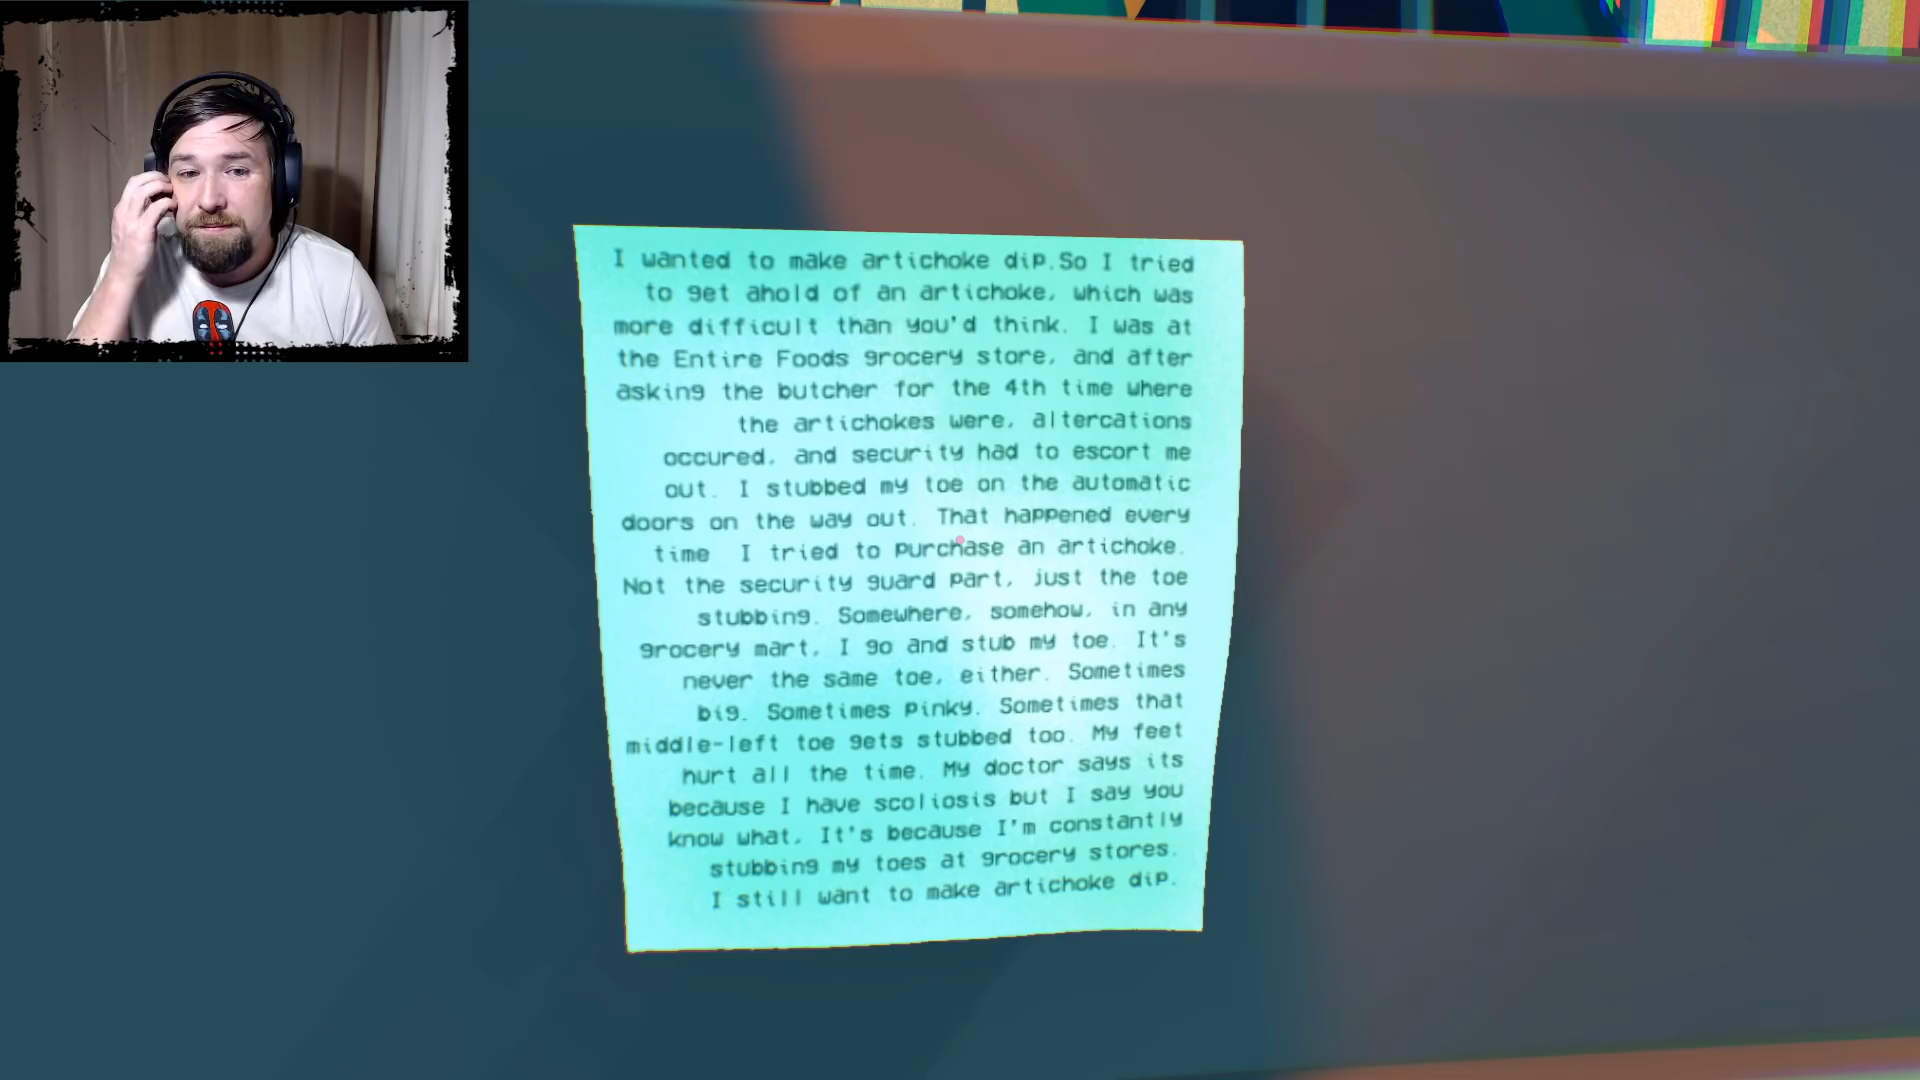 I wanted to make artichoke dip.So I tried
to get ahold of an artichoke, which was
more difficult than you'd think. I was at
the Entire Foods grocery store, and after
asking the butcher for the 4th time where
the artichokes were, altercations
occured, and security had to escort me
out. I stubbed my toe on the automatic
doors on the way out. That happened every
time I tried to purchase an artichoke.
Not the security guard part, just the toe
stubbing. Somewhere, somehow, in any
grocery mart, I go and stub my toe. It's
never the same toe, either. Sometimes
big. Sometimes pinky. Sometimes that
middle-left toe gets stubbed too. My feet
hurt all the time. My doctor says its
because I have scoliosis but I say you
know what, It's because I'm constantly
stubbing my toes at grocery stores.
I still want to make artichoke dip.